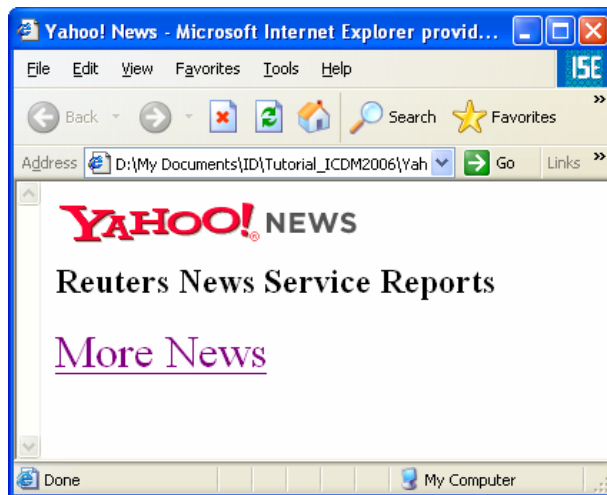 Yahoo! News - Microsoft Internet Explorer provid...
File Edit View Favorites Tools Help
ISE
Back Search Favorites »
Address D:\My Documents\ID\Tutorial_ICDM2006\Yah Go Links »
YAHOO!® NEWS
Reuters News Service Reports
More News
Done My Computer